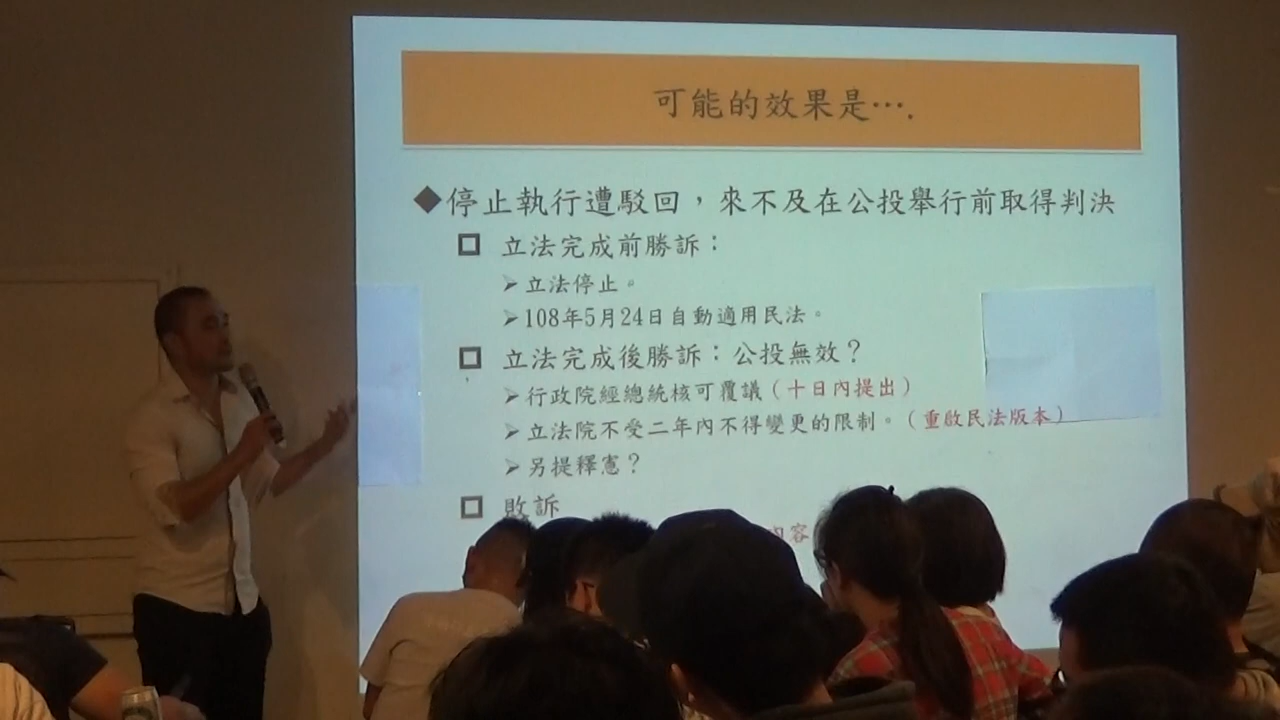 可能的效果是….
◆停止執行遭駁回，來不及在公投舉行前取得判決
立法完成前勝訴：
➢立法停止。
➢108年5月24日自動適用民法。
立法完成後勝訴：公投無效？
➢行政院經總統核可覆議（十日內提出）
➢立法院不受二年內不得變更的限制。（重啟民法版本）
➢另提釋憲？
敗訴
內容